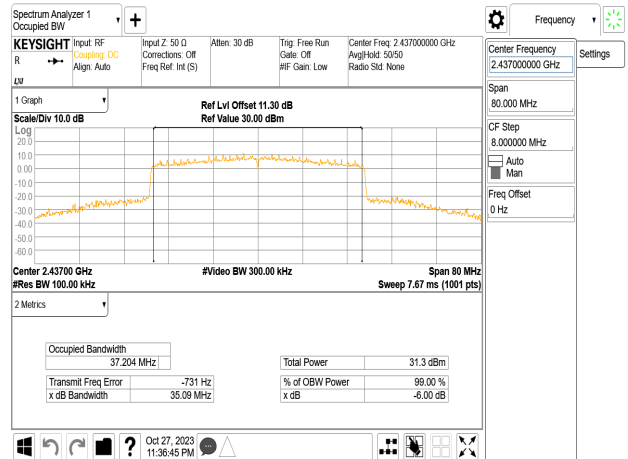 Spectrum Analyzer 1
Occupied BW
Frequency
KEYSIGHT
R
Input: RF
Coupling: DC
Align: Auto
Input Z: 50 Ω
Corrections: Off
Freq Ref: Int (S)
Atten: 30 dB
Trig: Free Run
Gate: Off
#IF Gain: Low
Center Freq: 2.437000000 GHz
Avg|Hold: 50/50
Radio Std: None
Center Frequency
2.437000000 GHz
Settings
Span
80.000 MHz
CF Step
8.000000 MHz
Auto
Man
Freq Offset
0 Hz
1 Graph
Scale/Div 10.0 dB
Ref Lvl Offset 11.30 dB
Ref Value 30.00 dBm
Log
20.0
10.0
0.00
-10.0
-20.0
-30.0
-40.0
-50.0
-60.0
Center 2.43700 GHz
#Res BW 100.00 kHz
#Video BW 300.00 kHz
Span 80 MHz
Sweep 7.67 ms (1001 pts)
2 Metrics
Occupied Bandwidth
37.204 MHz
Total Power 31.3 dBm
Transmit Freq Error -731 Hz
% of OBW Power 99.00 %
x dB Bandwidth 35.09 MHz
x dB -6.00 dB
?
Oct 27, 2023
11:36:45 PM